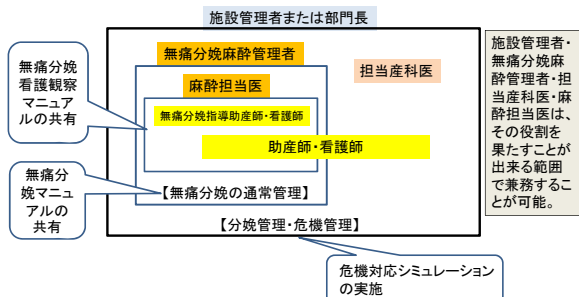 施設管理者または部門長
無痛分娩麻酔管理者
麻酔担当医
無痛分娩指導助産師・看護師
助産師・看護師
担当産科医
【無痛分娩の通常管理】
【分娩管理・危機管理】
無痛分娩
看護観察
マニュア
ルの共有
無痛分
娩マニュ
アルの
共有
危機対応シミュレーション
の実施
施設管理者・
無痛分娩麻
酔管理者・担
当産科医・麻
酔担当医は、
その役割を
果たすことが
出来る範囲
で兼務するこ
とが可能。